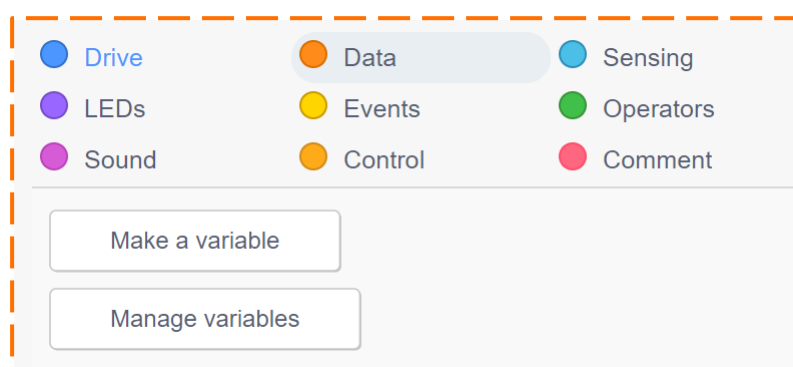 Drive Data Sensing
LEDs Events Operators
Sound Control Comment
Make a variable
Manage variables